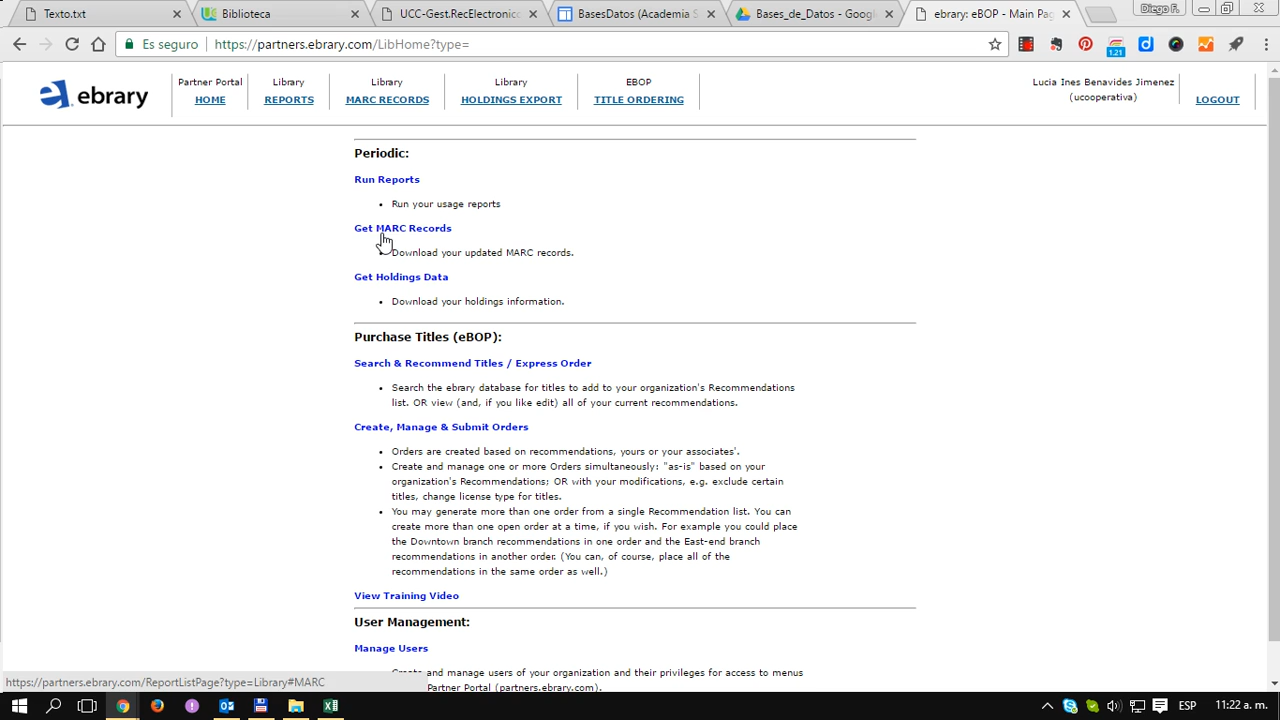 Texto.txt
Biblioteca
UCC-Gest.RecElectronico
BasesDatos (Academia S
Bases_de_Datos - Google
ebrary: eBOP - Main Pag
Diego F.
Es seguro
https://partners.ebrary.com/LibHome?type=
1.21
ebrary
Partner Portal
HOME
Library
REPORTS
Library
MARC RECORDS
Library
HOLDINGS EXPORT
EBOP
TITLE ORDERING
Lucia Ines Benavides Jimenez
(ucooperativa)
LOGOUT
Periodic:
Run Reports
• Run your usage reports
Get MARC Records
Download your updated MARC records.
Get Holdings Data
• Download your holdings information.
Purchase Titles (eBOP):
Search & Recommend Titles / Express Order
• Search the ebrary database for titles to add to your organization's Recommendations
list. OR view (and, if you like edit) all of your current recommendations.
Create, Manage & Submit Orders
• Orders are created based on recommendations, yours or your associates'.
• Create and manage one or more Orders simultaneously: "as-is" based on your
organization's Recommendations; OR with your modifications, e.g. exclude certain
titles, change license type for titles.
• You may generate more than one order from a single Recommendation list. You can
create more than one open order at a time, if you wish. For example you could place
the Downtown branch recommendations in one order and the East-end branch
recommendations in another order. (You can, of course, place all of the
recommendations in the same order as well.)
View Training Video
User Management:
Manage Users
Create and manage users of your organization and their privileges for access to menus
Partner Portal (partners.ebrary.com).
https://partners.ebrary.com/ReportListPage?type=Library#MARC
ESP
11:22 a. m.